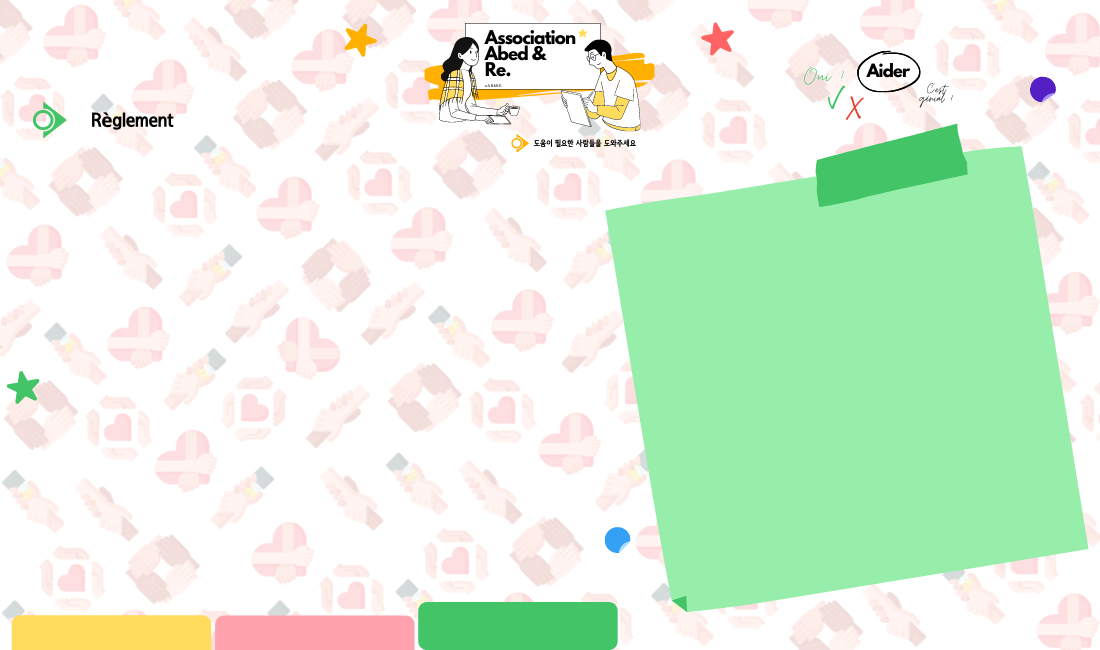 Association
Abed &
Re.
Oui !
Aider
C'est
génial !
Règlement
도움이 필요한 사람들을 도와주세요